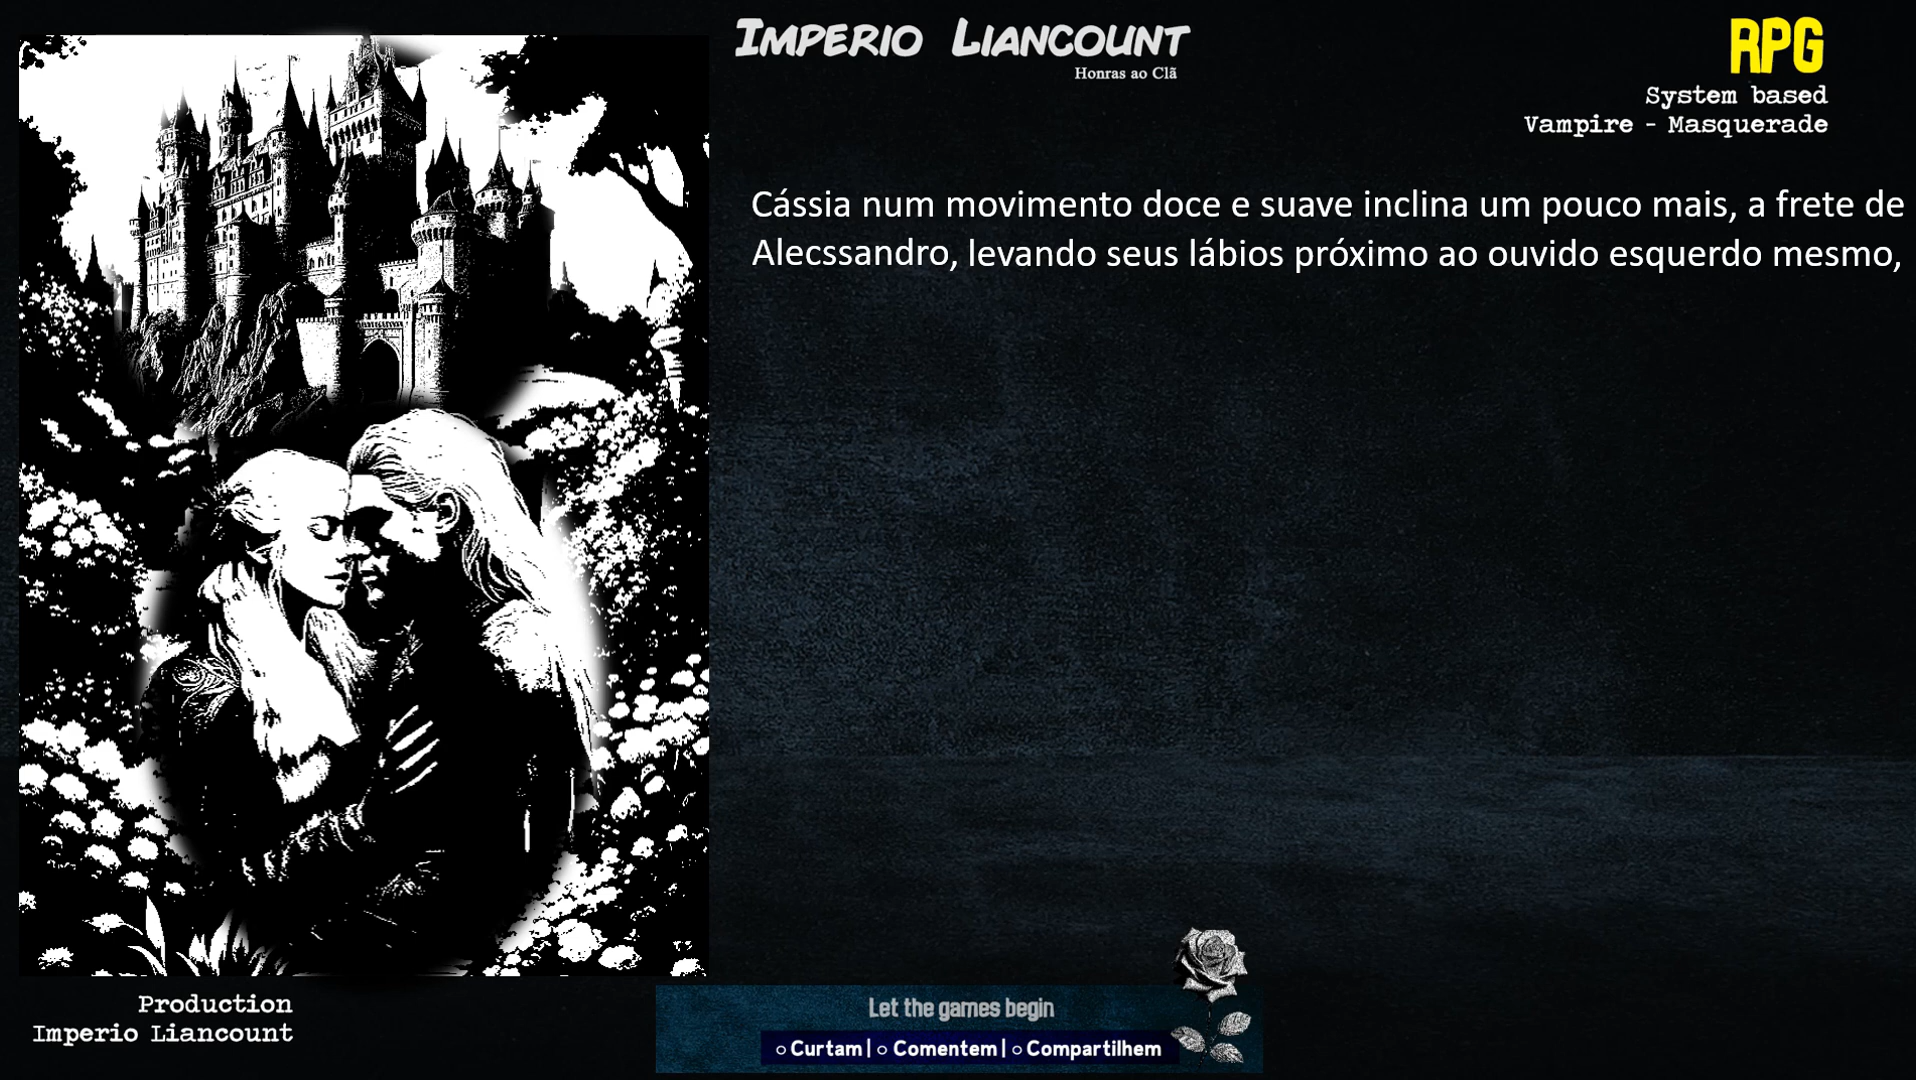 Imperio Liancount
Honras ao Clã
RPG
System based
Vampire - Masquerade
Cássia num movimento doce e suave inclina um pouco mais, a frete de
Alecssandro, levando seus lábios próximo ao ouvido esquerdo mesmo,
Production
Imperio Liancount
Let the games begin
○ Curtam | ○ Comentem | ○ Compartilhem